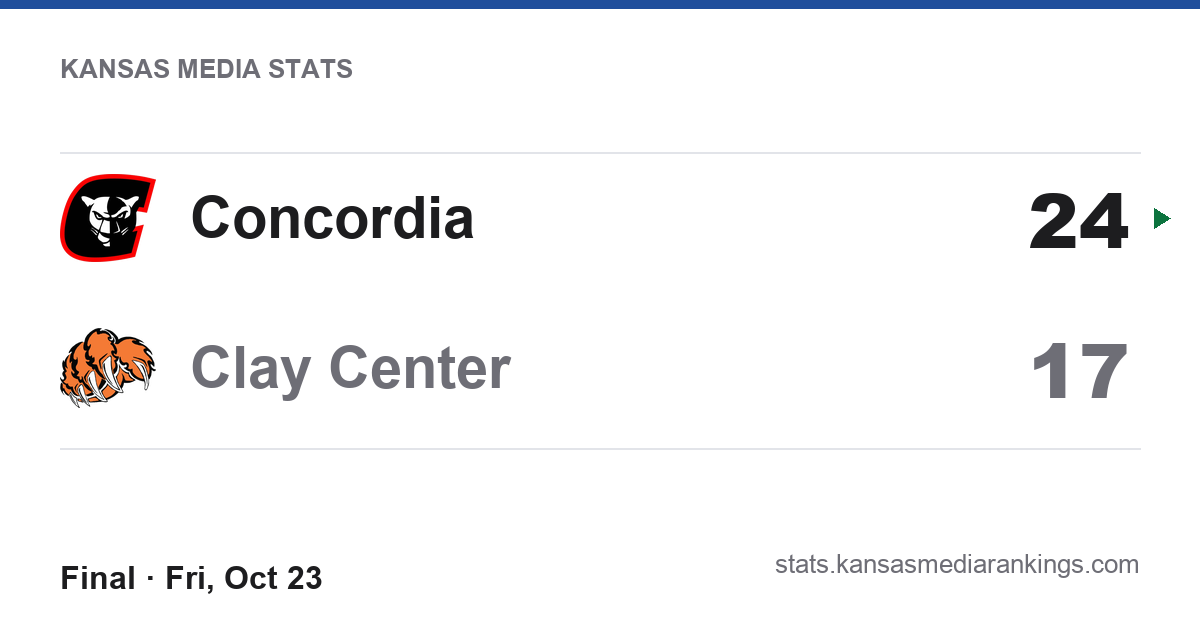 KANSAS MEDIA STATS
Concordia 24
Clay Center 17
Final · Fri, Oct 23
stats.kansasmediarankings.com